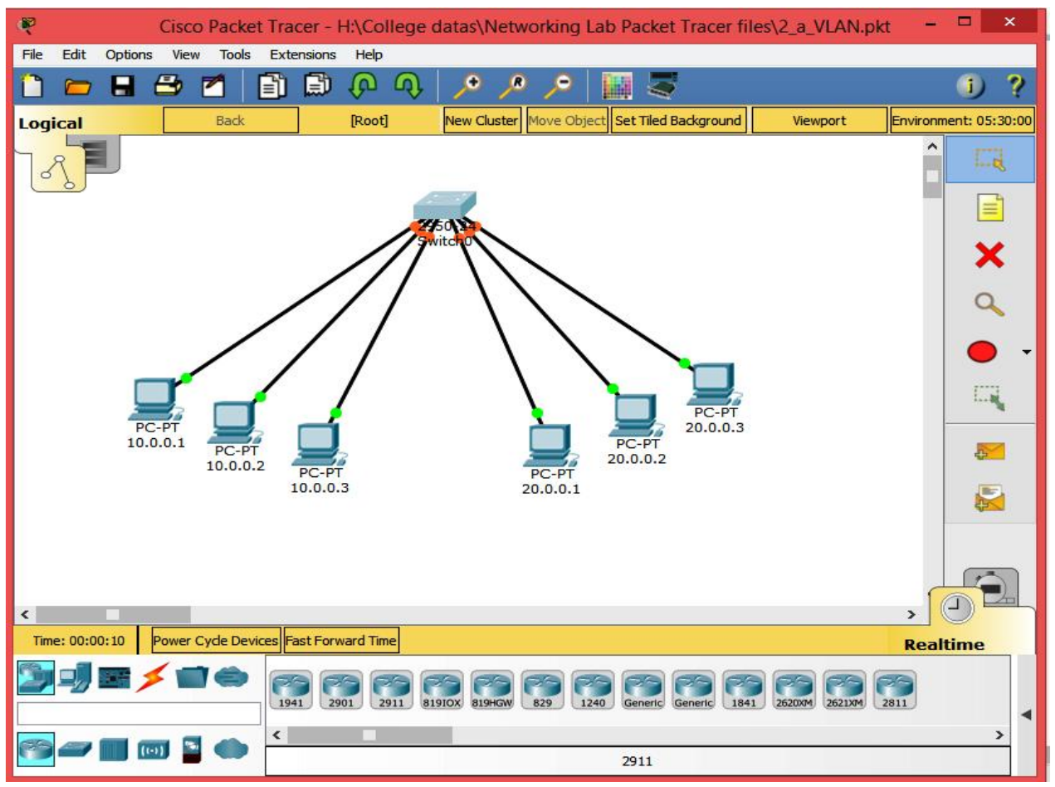 Cisco Packet Tracer - H:\College datas\Networking Lab Packet Tracer files\2_a_VLAN.pkt
File Edit Options View Tools Extensions Help
Logical Back [Root] New Cluster Move Object Set Tiled Background Viewport Environment: 05:30:00
Switch0
PC-PT
10.0.0.1
PC-PT
10.0.0.2
PC-PT
10.0.0.3
PC-PT
20.0.0.1
PC-PT
20.0.0.2
PC-PT
20.0.0.3
Time: 00:00:10 Power Cycle Devices Fast Forward Time Realtime
1941 2901 2911 819IOX 819HGW 829 1240 Generic Generic 1841 2620XM 2621XM 2811
2911